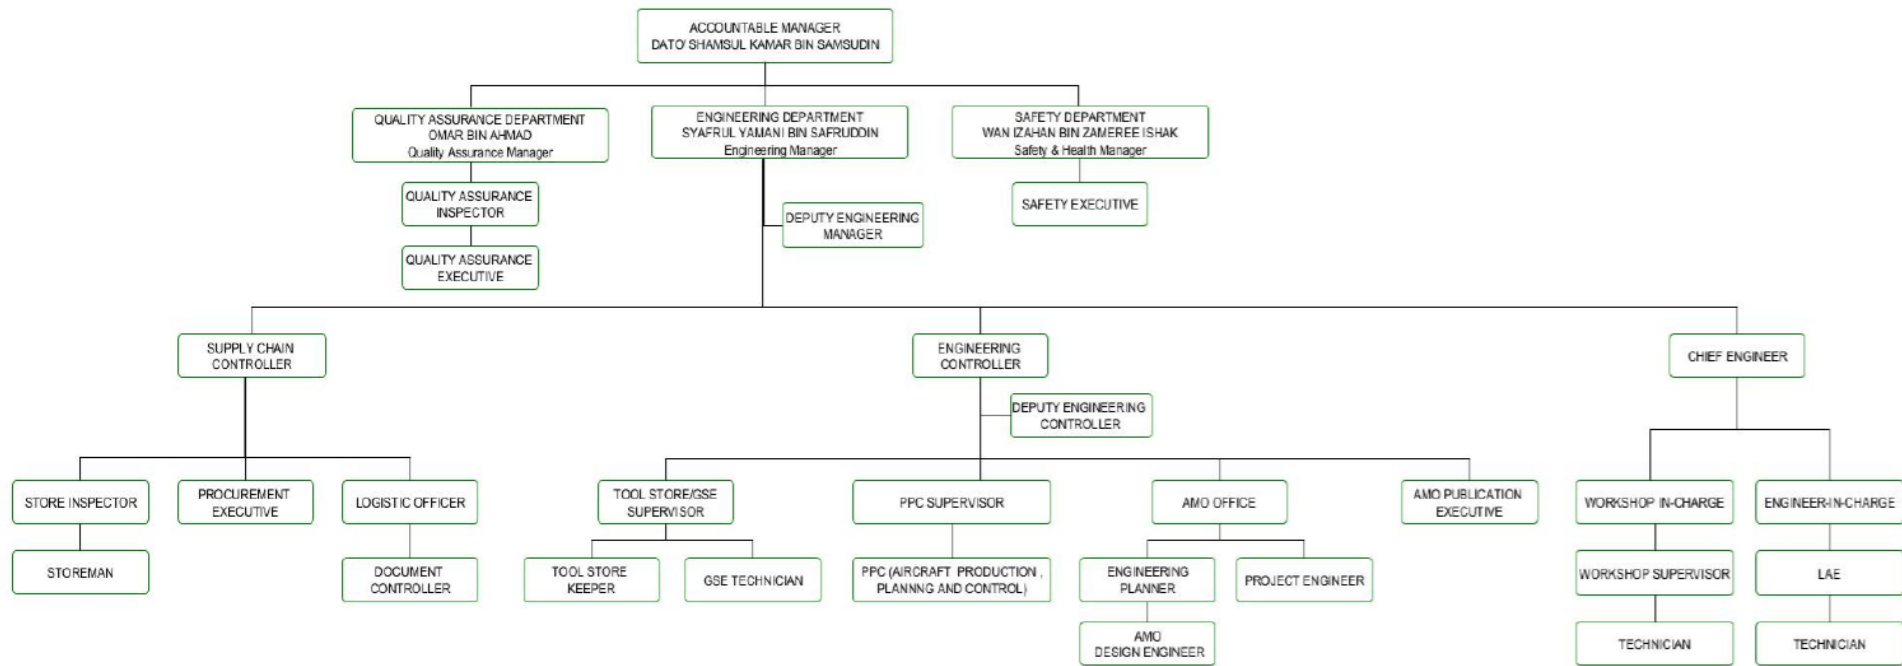 ACCOUNTABLE MANAGER
DATO' SHAMSUL KAMAR BIN SAMSUDIN
QUALITY ASSURANCE DEPARTMENT
OMAR BIN AHMAD
Quality Assurance Manager
ENGINEERING DEPARTMENT
SYAFRUL YAMANI BIN SAFRUDDIN
Engineering Manager
SAFETY DEPARTMENT
WAN IZAHAN BIN ZAMEREE ISHAK
Safety & Health Manager
QUALITY ASSURANCE
INSPECTOR
DEPUTY ENGINEERING
MANAGER
SAFETY EXECUTIVE
QUALITY ASSURANCE
EXECUTIVE
SUPPLY CHAIN
CONTROLLER
ENGINEERING
CONTROLLER
CHIEF ENGINEER
DEPUTY ENGINEERING
CONTROLLER
STORE INSPECTOR
PROCUREMENT
EXECUTIVE
LOGISTIC OFFICER
TOOL STORE/GSE
SUPERVISOR
PPC SUPERVISOR
AMO OFFICE
AMO PUBLICATION
EXECUTIVE
WORKSHOP IN-CHARGE
ENGINEER-IN-CHARGE
STOREMAN
DOCUMENT
CONTROLLER
TOOL STORE
KEEPER
GSE TECHNICIAN
PPC (AIRCRAFT PRODUCTION ,
PLANNNG AND CONTROL)
ENGINEERING
PLANNER
PROJECT ENGINEER
WORKSHOP SUPERVISOR
LAE
AMO
DESIGN ENGINEER
TECHNICIAN
TECHNICIAN